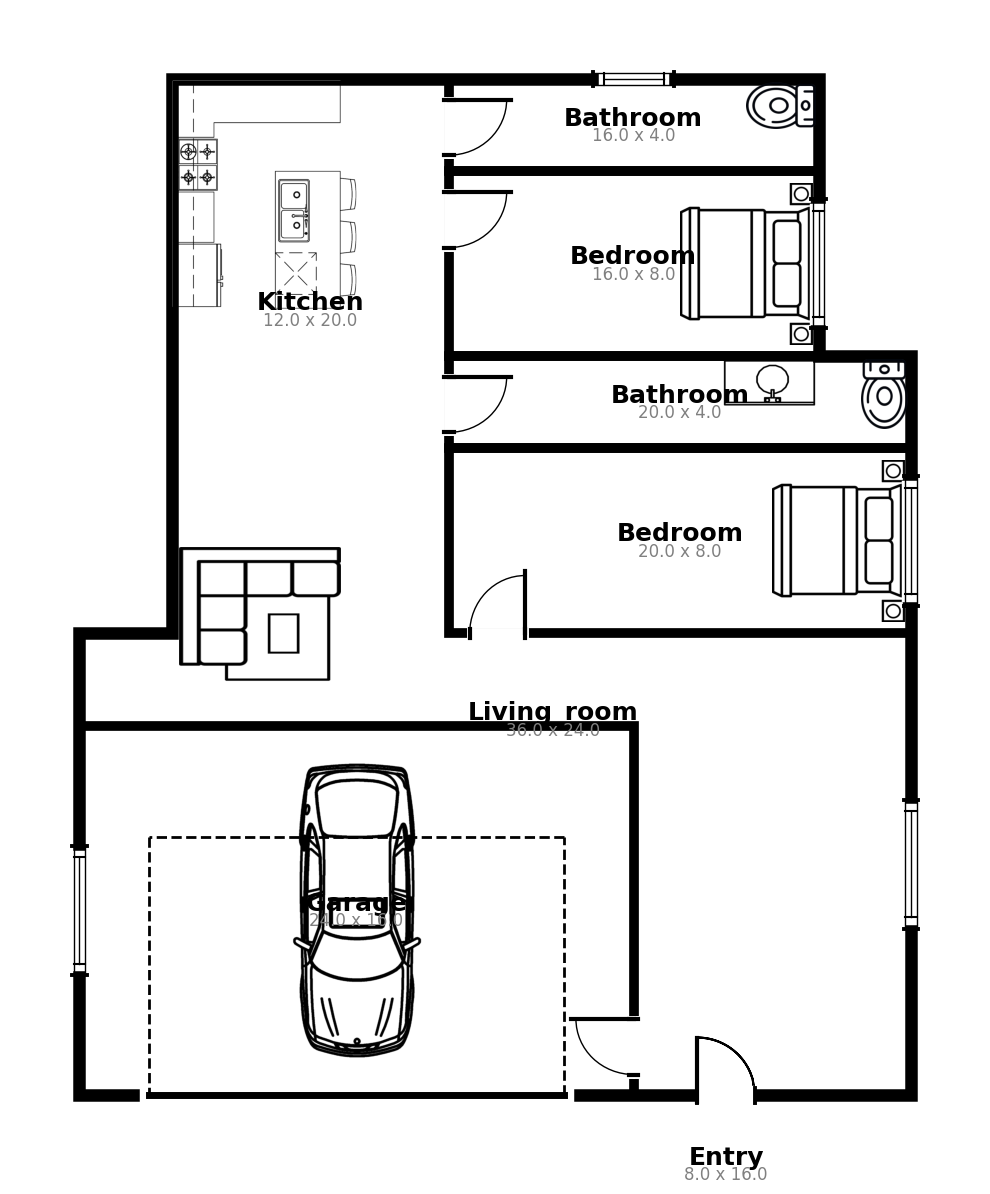 Bathroom
16.0 x 4.0
Bedroom
16.0 x 8.0
Kitchen
12.0 x 20.0
Bathroom
20.0 x 4.0
Bedroom
20.0 x 8.0
Living_room
36.0 x 24.0
Garage
24.0 x 16.0
Entry
8.0 x 16.0